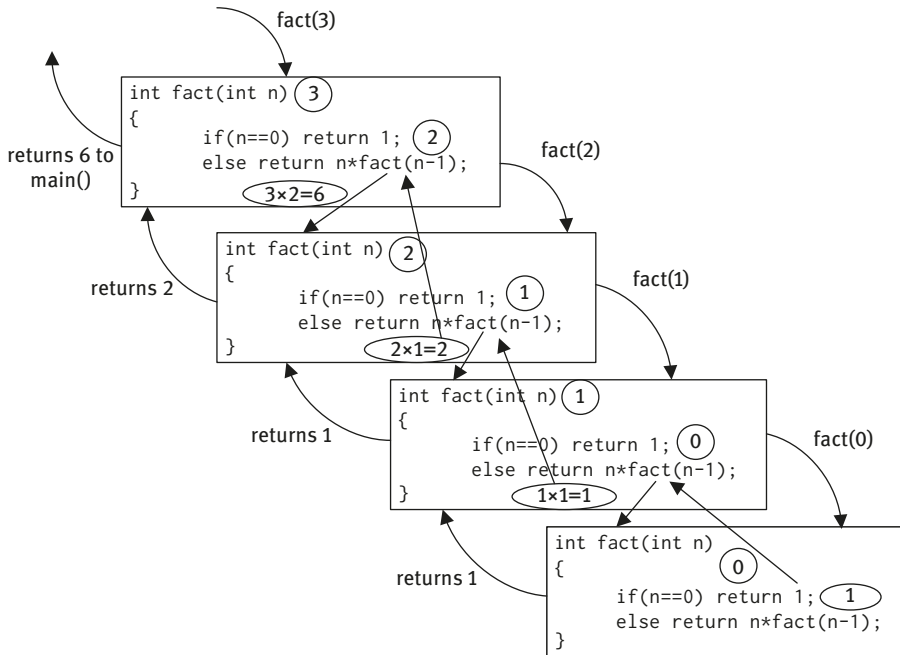 fact(3)
int fact(int n) 3
{
if(n==0) return 1; 2
else return n*fact(n-1);
3×2=6
}
returns 6 to
main()
fact(2)
int fact(int n) 2
{
if(n==0) return 1; 1
else return n*fact(n-1);
2×1=2
}
returns 2
fact(1)
int fact(int n) 1
{
if(n==0) return 1; 0
else return n*fact(n-1);
1×1=1
}
returns 1
fact(0)
int fact(int n)
{
0
if(n==0) return 1; 1
else return n*fact(n-1);
}
returns 1